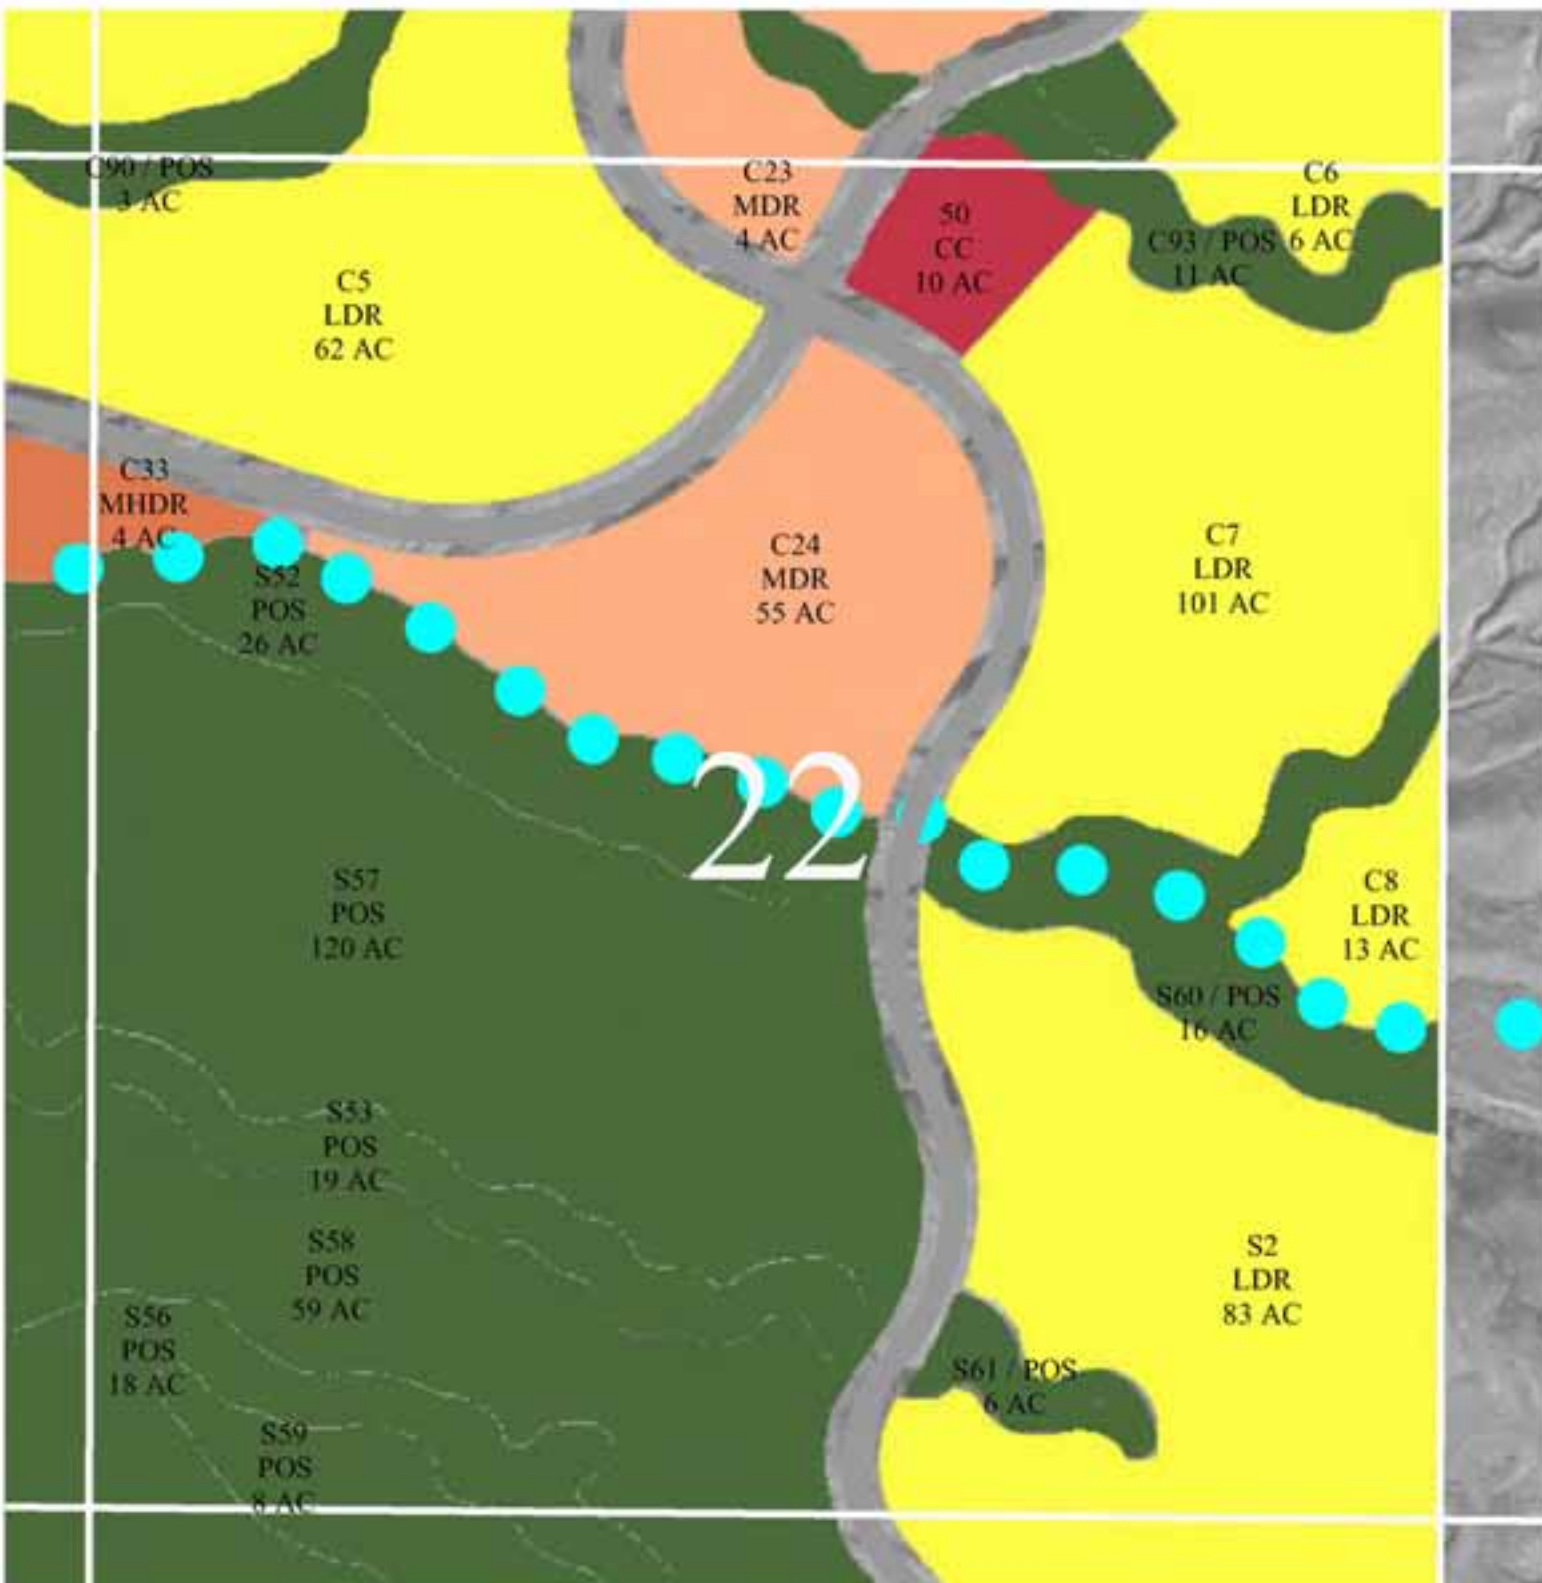 C90 / POS
3 AC
C23
MDR
4 AC
50
CC
10 AC
C6
LDR
6 AC
C93 / POS
11 AC
C5
LDR
62 AC
C33
MHDR
4 AC
S52
POS
26 AC
C24
MDR
55 AC
C7
LDR
101 AC
22
S57
POS
120 AC
C8
LDR
13 AC
S60 / POS
16 AC
S53
POS
19 AC
S58
POS
59 AC
S2
LDR
83 AC
S56
POS
18 AC
S61 / POS
6 AC
S59
POS
8 AC